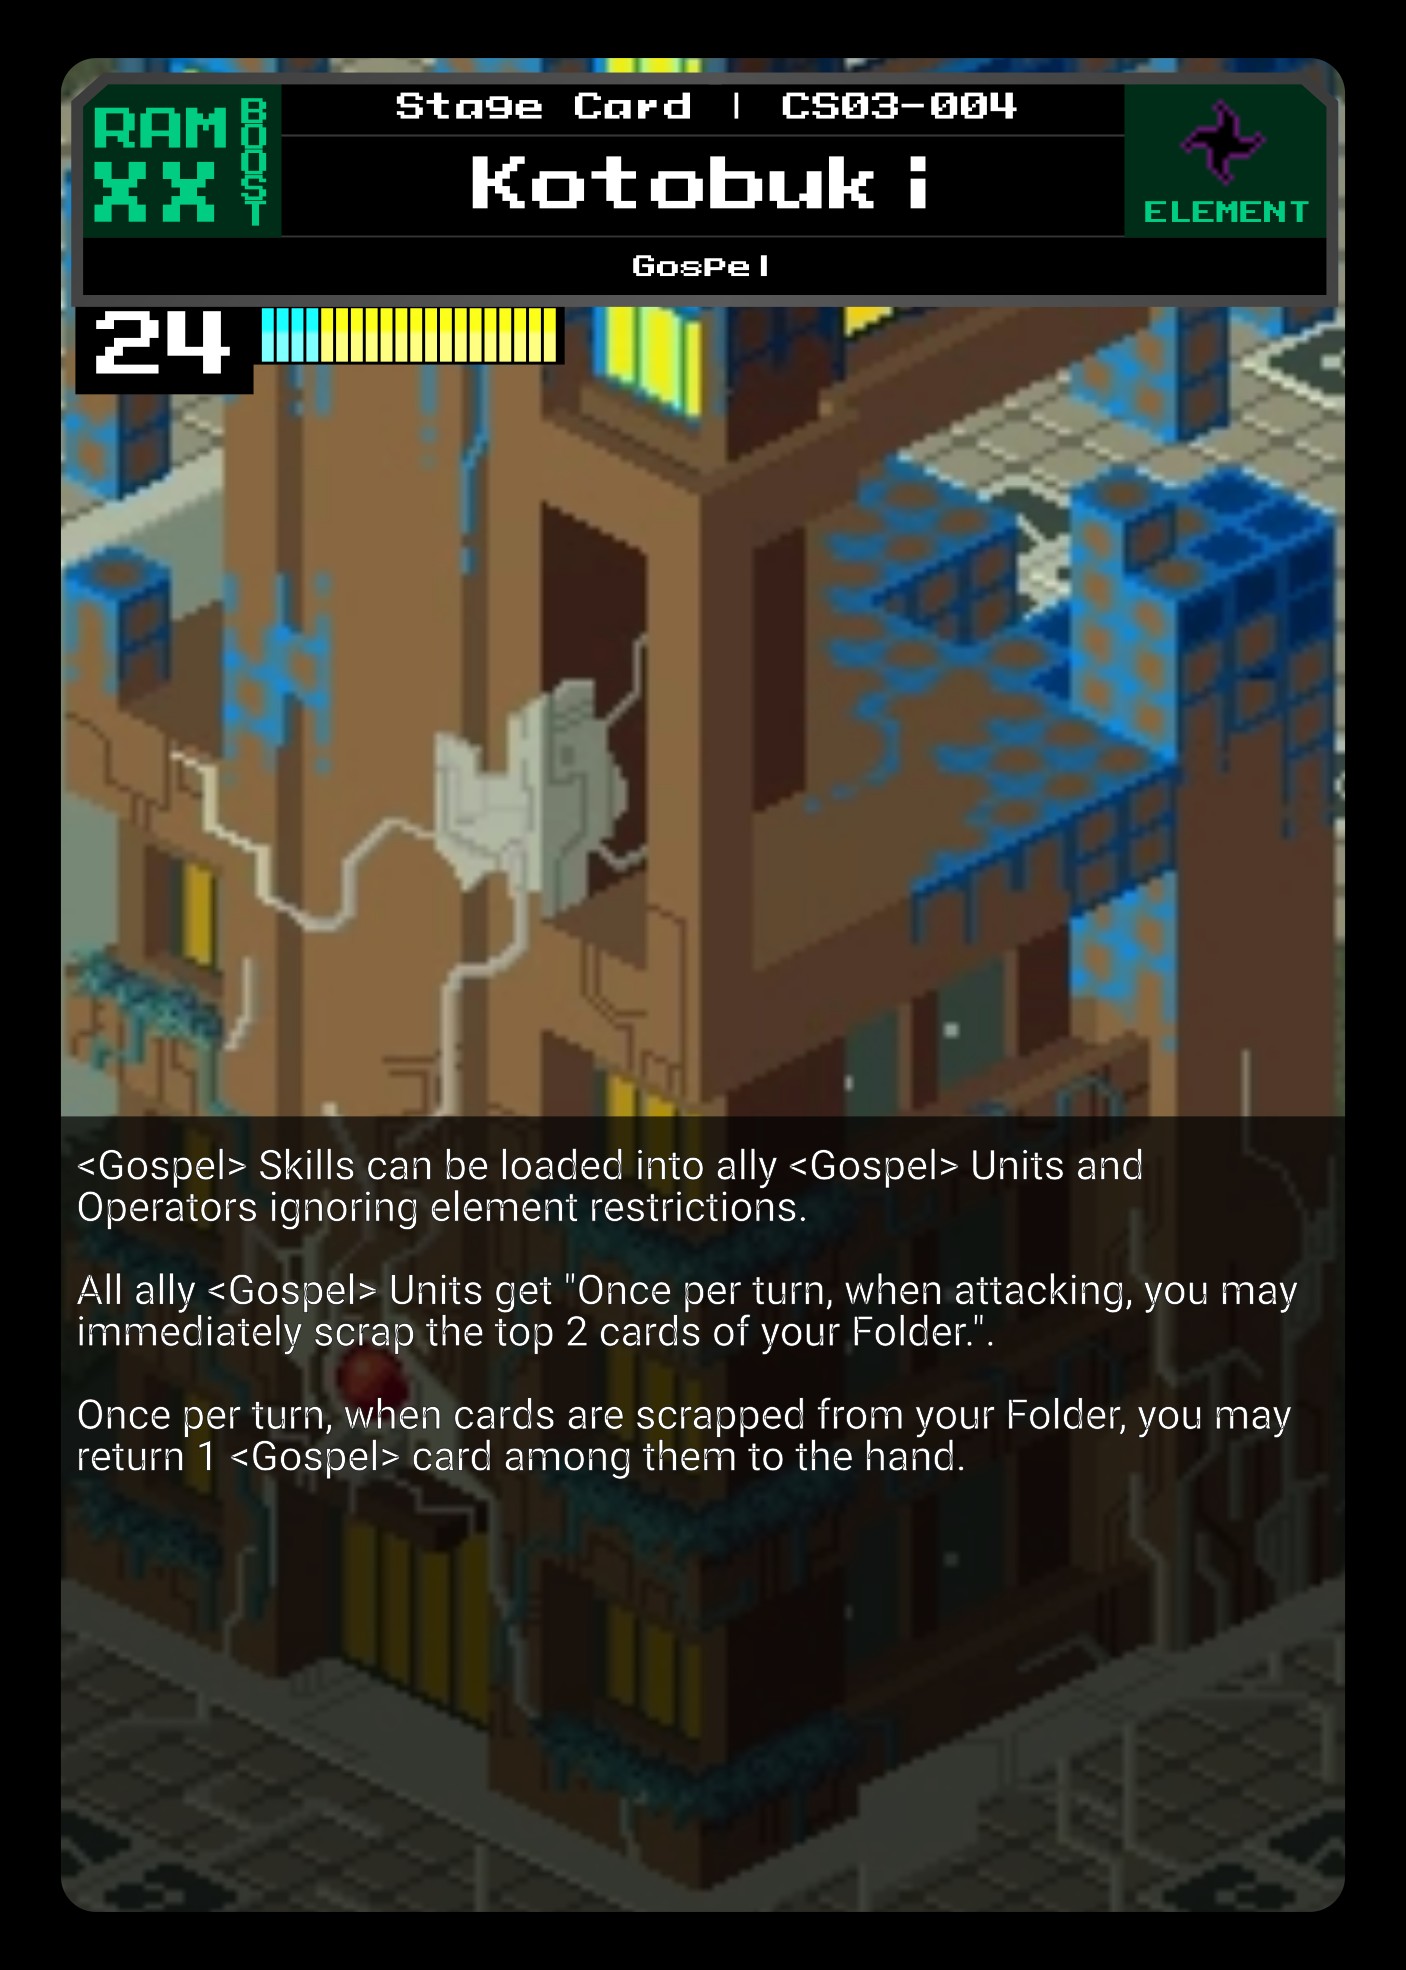 RAM BOOST
XX
Stage Card | CS03-004
Kotobuki
ELEMENT
Gospel
24
<Gospel> Skills can be loaded into ally <Gospel> Units and
Operators ignoring element restrictions.
All ally <Gospel> Units get "Once per turn, when attacking, you may
immediately scrap the top 2 cards of your Folder.".
Once per turn, when cards are scrapped from your Folder, you may
return 1 <Gospel> card among them to the hand.